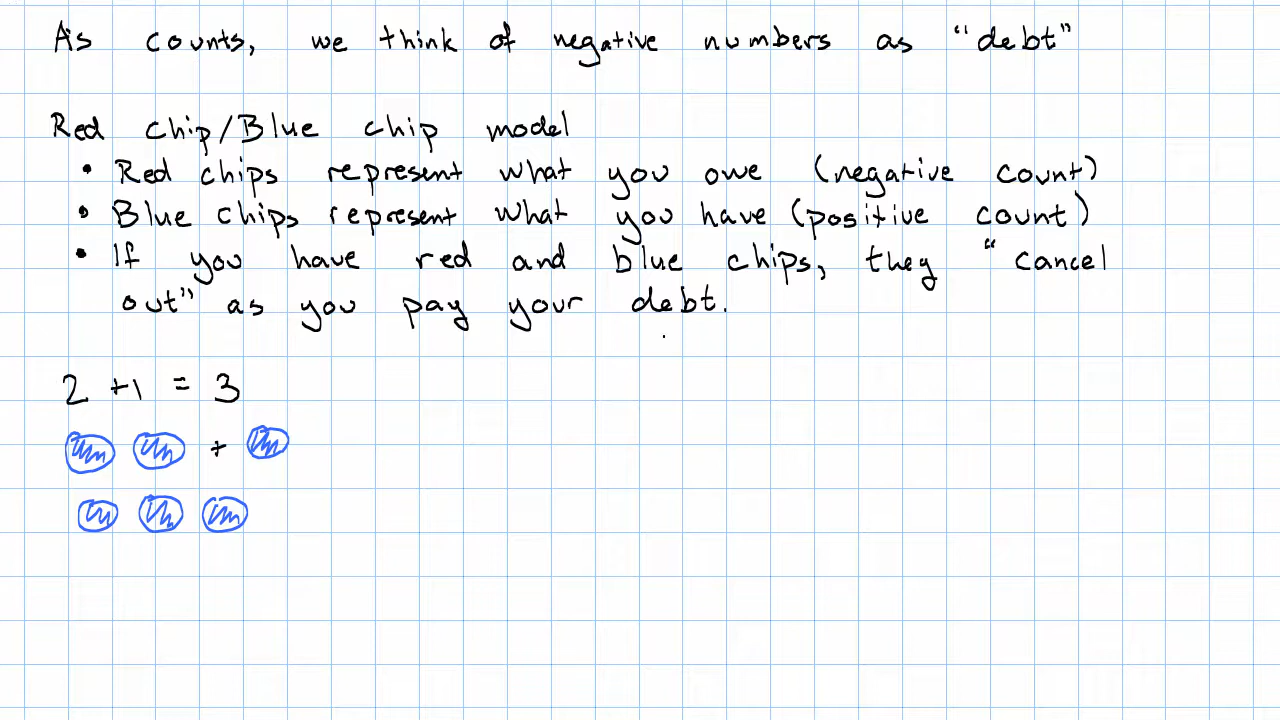 As counts, we think of negative numbers as "debt"
Red chip/Blue chip model
• Red chips represent what you owe (negative count)
• Blue chips represent what you have (positive count)
• If you have red and blue chips, they "cancel
out" as you pay your debt.
2 +1 = 3
+